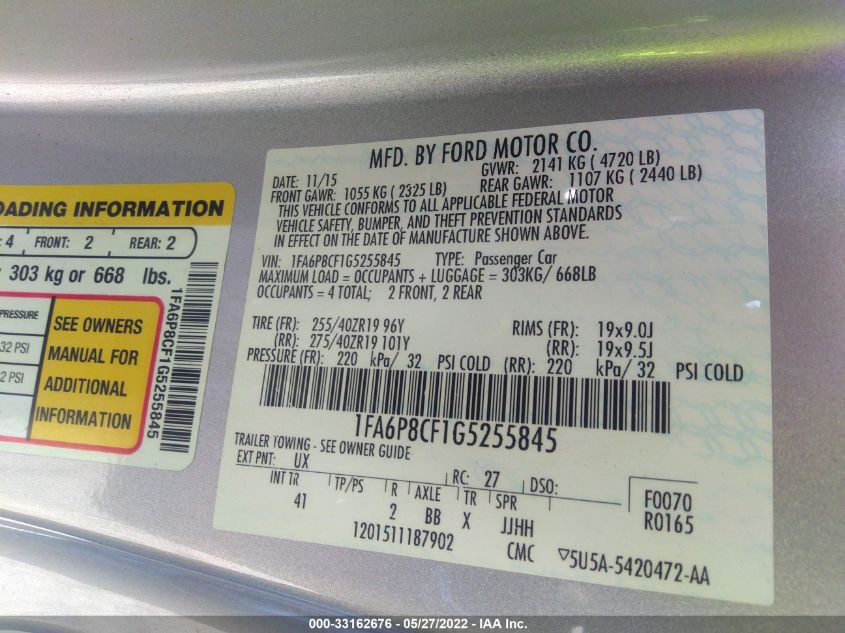 OADING INFORMATION
4 FRONT: 2 REAR: 2
303 kg or 668 lbs.
PRESSURE
32 PSI
2 PSI
SEE OWNERS
MANUAL FOR
ADDITIONAL
INFORMATION
1FA6P8CF1G5255845
MFD. BY FORD MOTOR CO.
DATE: 11/15 GVWR: 2141 KG ( 4720 LB)
FRONT GAWR: 1055 KG ( 2325 LB) REAR GAWR: 1107 KG ( 2440 LB)
THIS VEHICLE CONFORMS TO ALL APPLICABLE FEDERAL MOTOR
VEHICLE SAFETY, BUMPER, AND THEFT PREVENTION STANDARDS
IN EFFECT ON THE DATE OF MANUFACTURE SHOWN ABOVE.
VIN: 1FA6P8CF1G5255845 TYPE: Passenger Car
MAXIMUM LOAD = OCCUPANTS + LUGGAGE = 303KG/ 668LB
OCCUPANTS = 4 TOTAL; 2 FRONT, 2 REAR
TIRE (FR): 255/40ZR19 96Y RIMS (FR): 19x9.0J
(RR): 275/40ZR19 101Y (RR): 19x9.5J
PRESSURE (FR): 220 kPa/ 32 PSI COLD (RR): 220 kPa/ 32 PSI COLD
1FA6P8CF1G5255845
TRAILER TOWING - SEE OWNER GUIDE
EXT PNT: UX RC: 27 DSO:
INT TR TP/PS R AXLE TR SPR
41 2 BB X JJHH
F0070
R0165
1201511187902 CMC ▽5U5A-5420472-AA
000-33162676 - 05/27/2022 - IAA Inc.